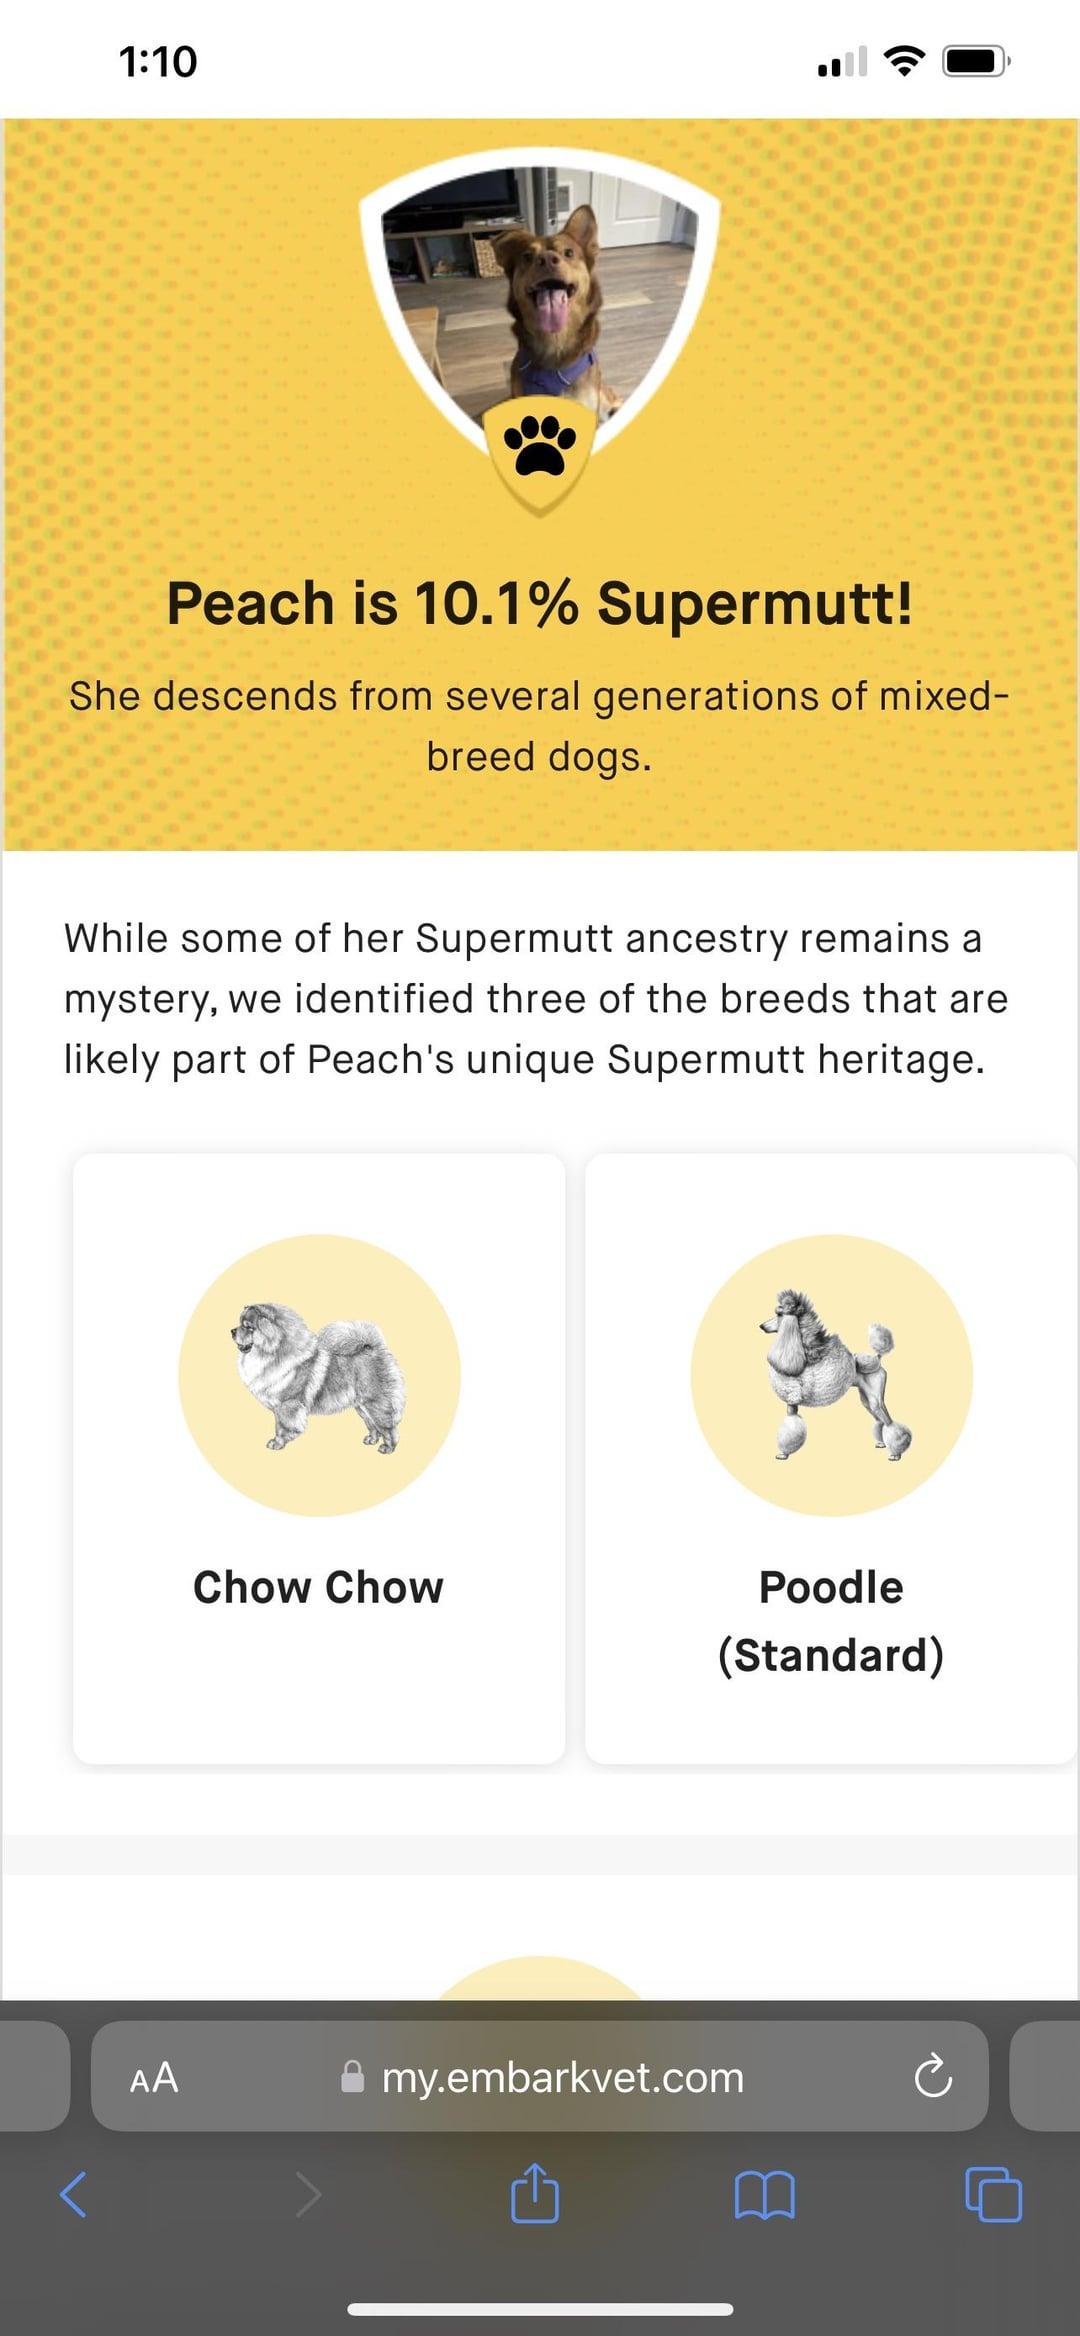 1:10
Peach is 10.1% Supermutt!
She descends from several generations of mixed-
breed dogs.
While some of her Supermutt ancestry remains a
mystery, we identified three of the breeds that are
likely part of Peach's unique Supermutt heritage.
Chow Chow
Poodle
(Standard)
AA my.embarkvet.com